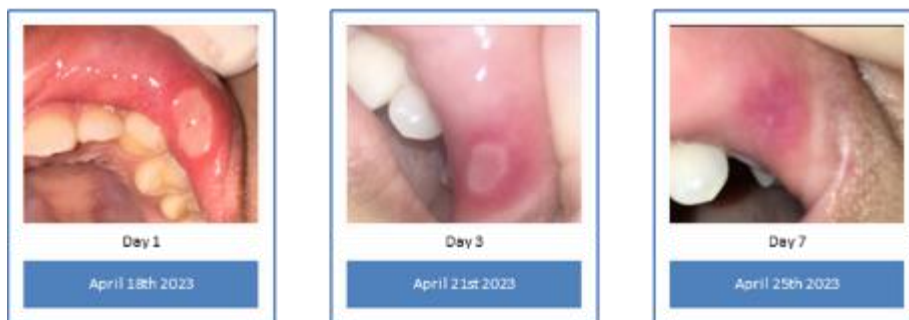 Day 1
April 18th 2023
Day 3
April 21st 2023
Day 7
April 25th 2023